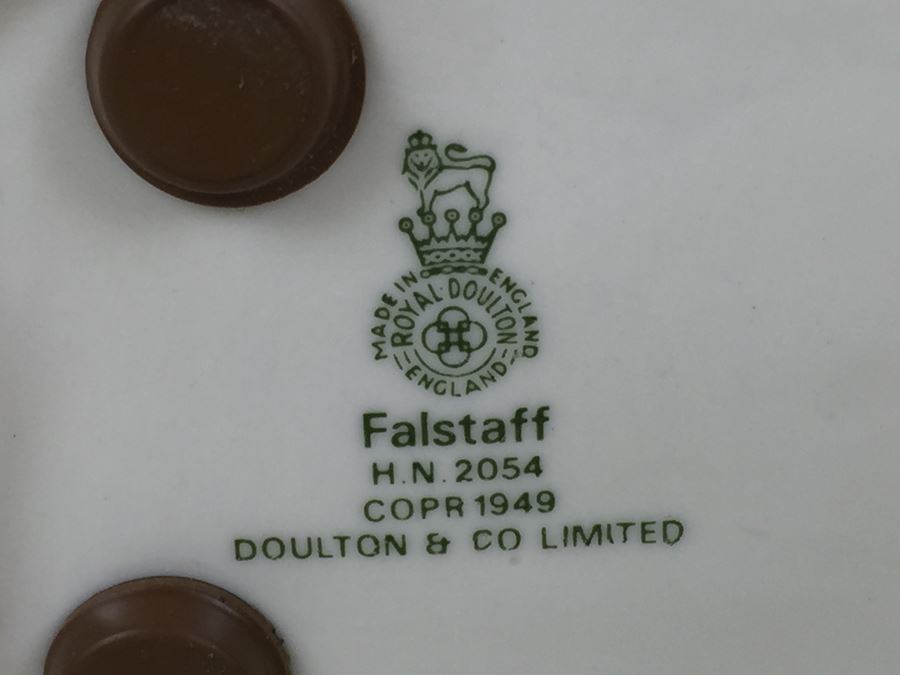 MADE IN ENGLAND
ROYAL DOULTON
ENGLAND
Falstaff
H.N. 2054
COPR 1949
DOULTON & CO LIMITED